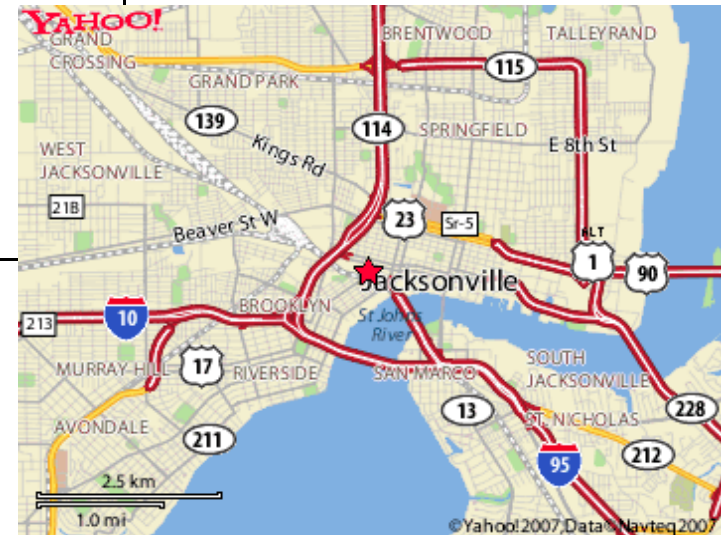 YAHOO!
BRENTWOOD
TALLEYRAND
GRAND
CROSSING
115
GRAND PARK
139
114
SPRINGFIELD
Kings Rd
E 8th St
WEST
JACKSONVILLE
21B
23
Sr-5
Beaver St W
ALT
1
90
Jacksonville
BROOKLYN
10
213
St Johns
River
MURRAY HILL
17
RIVERSIDE
SAN MARCO
SOUTH
JACKSONVILLE
13
228
AVONDALE
ST. NICHOLAS
211
212
95
2.5 km
1.0 mi
©Yahoo!2007,Data©Navteq2007